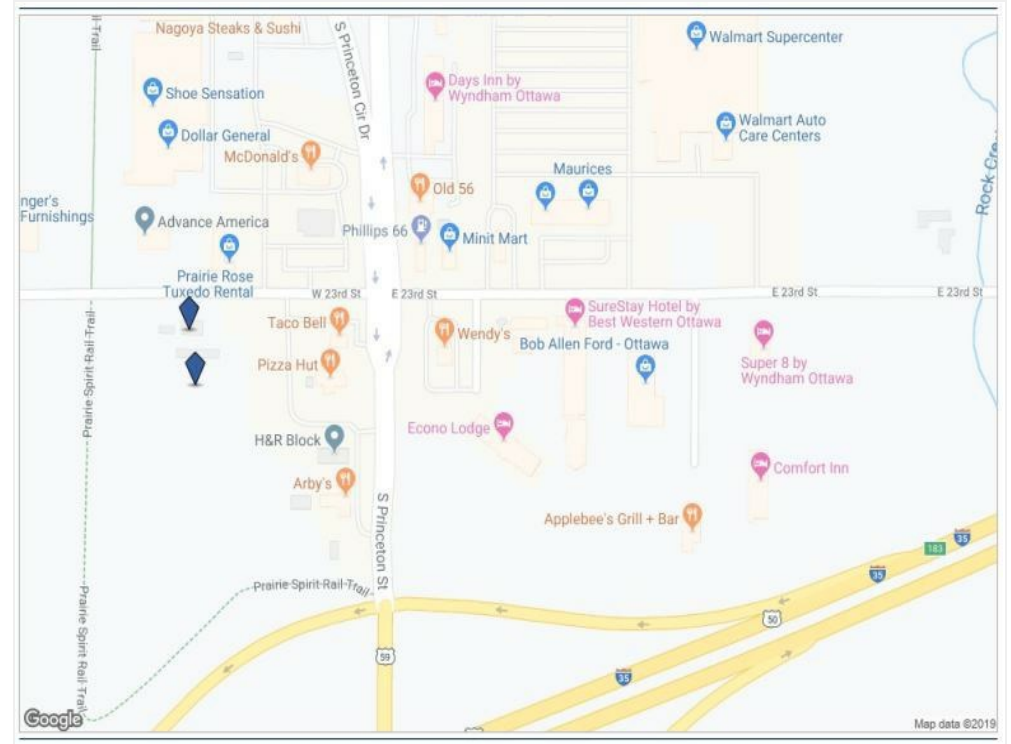 l Trail
Nagoya Steaks & Sushi
S Princeton Cir Dr
Walmart Supercenter
Days Inn by
Wyndham Ottawa
Shoe Sensation
Dollar General
McDonald's
Walmart Auto
Care Centers
Maurices
Old 56
Rock Cre
nger's
Furnishings
Advance America
Phillips 66
Minit Mart
Prairie Rose
Tuxedo Rental
W 23rd St
E 23rd St
E 23rd St
E 23rd St
SureStay Hotel by
Best Western Ottawa
Taco Bell
Wendy's
Bob Allen Ford - Ottawa
Prairie Spirit Rail Trail
Pizza Hut
Super 8 by
Wyndham Ottawa
Econo Lodge
H&R Block
Comfort Inn
Arby's
S Princeton St
Applebee's Grill + Bar
183
35
35
Prairie Spirit Rail Trail
Prairie Spirit Rail Trail
50
59
35
Google
Map data ©2019